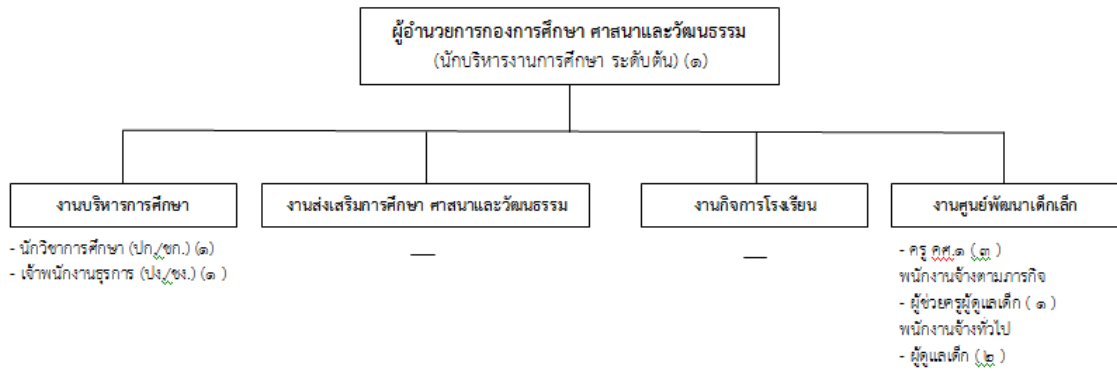 ผู้อำนวยการกองการศึกษา ศาสนาและวัฒนธรรม
(นักบริหารงานการศึกษา ระดับต้น) (๑)
งานบริหารการศึกษา
- นักวิชาการศึกษา (ปก./ชก.) (๑)
- เจ้าพนักงานธุรการ (ปง./ชง.) (๑ )
งานส่งเสริมการศึกษา ศาสนาและวัฒนธรรม
งานกิจการโรงเรียน
งานศูนย์พัฒนาเด็กเล็ก
- ครู คศ.๑ ( ๓ )
พนักงานจ้างตามภารกิจ
- ผู้ช่วยครูผู้ดูแลเด็ก ( ๑ )
พนักงานจ้างทั่วไป
- ผู้ดูแลเด็ก ( ๒ )